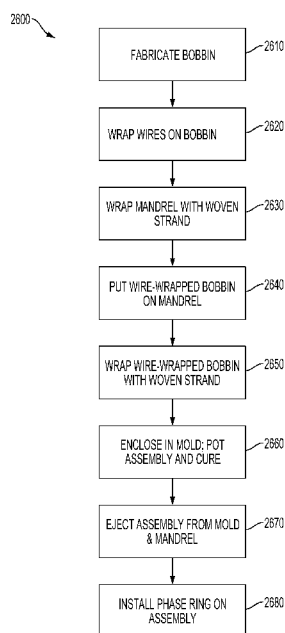 2600
FABRICATE BOBBIN
2610
WRAP WIRES ON BOBBIN
2620
WRAP MANDREL WITH WOVEN
STRAND
2630
PUT WIRE-WRAPPED BOBBIN
ON MANDREL
2640
WRAP WIRE-WRAPPED BOBBIN
WITH WOVEN STRAND
2650
ENCLOSE IN MOLD; POT
ASSEMBLY AND CURE
2660
EJECT ASSEMBLY FROM MOLD
& MANDREL
2670
INSTALL PHASE RING ON
ASSEMBLY
2680